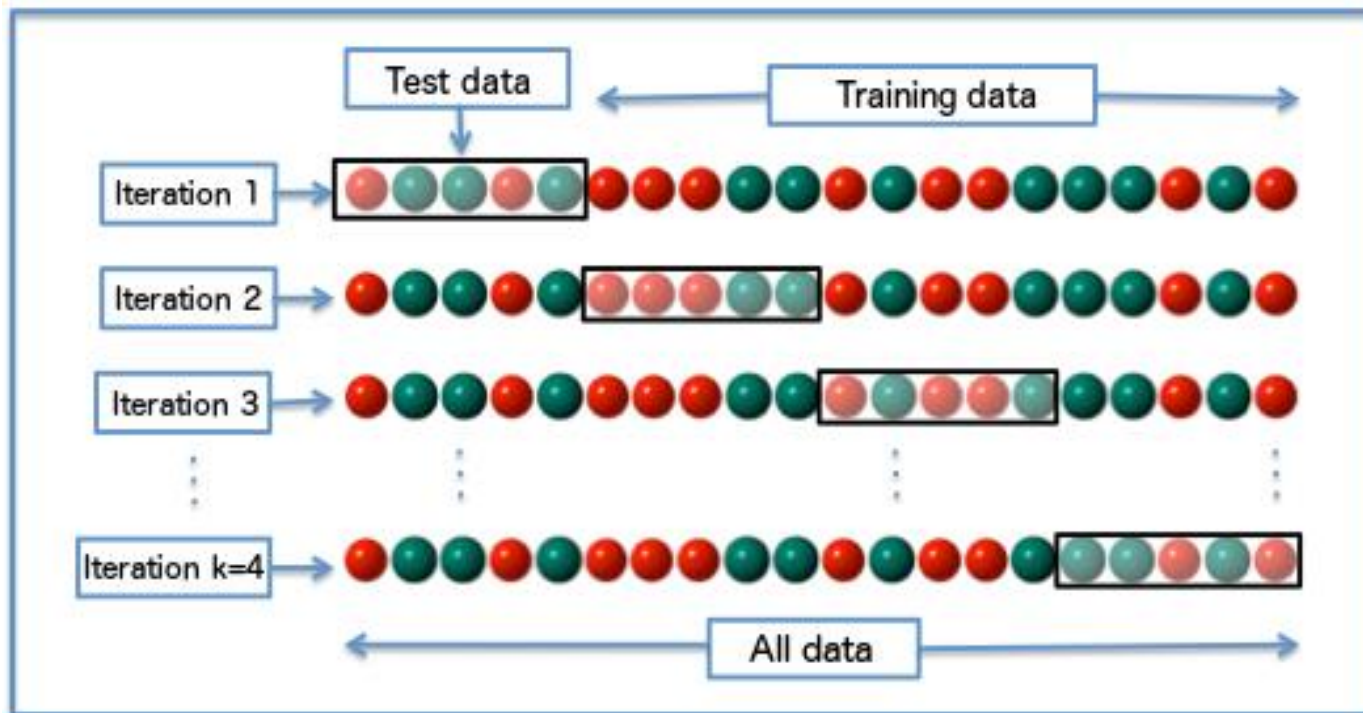 Test data
Training data
Iteration 1
Iteration 2
Iteration 3
Iteration k=4
All data